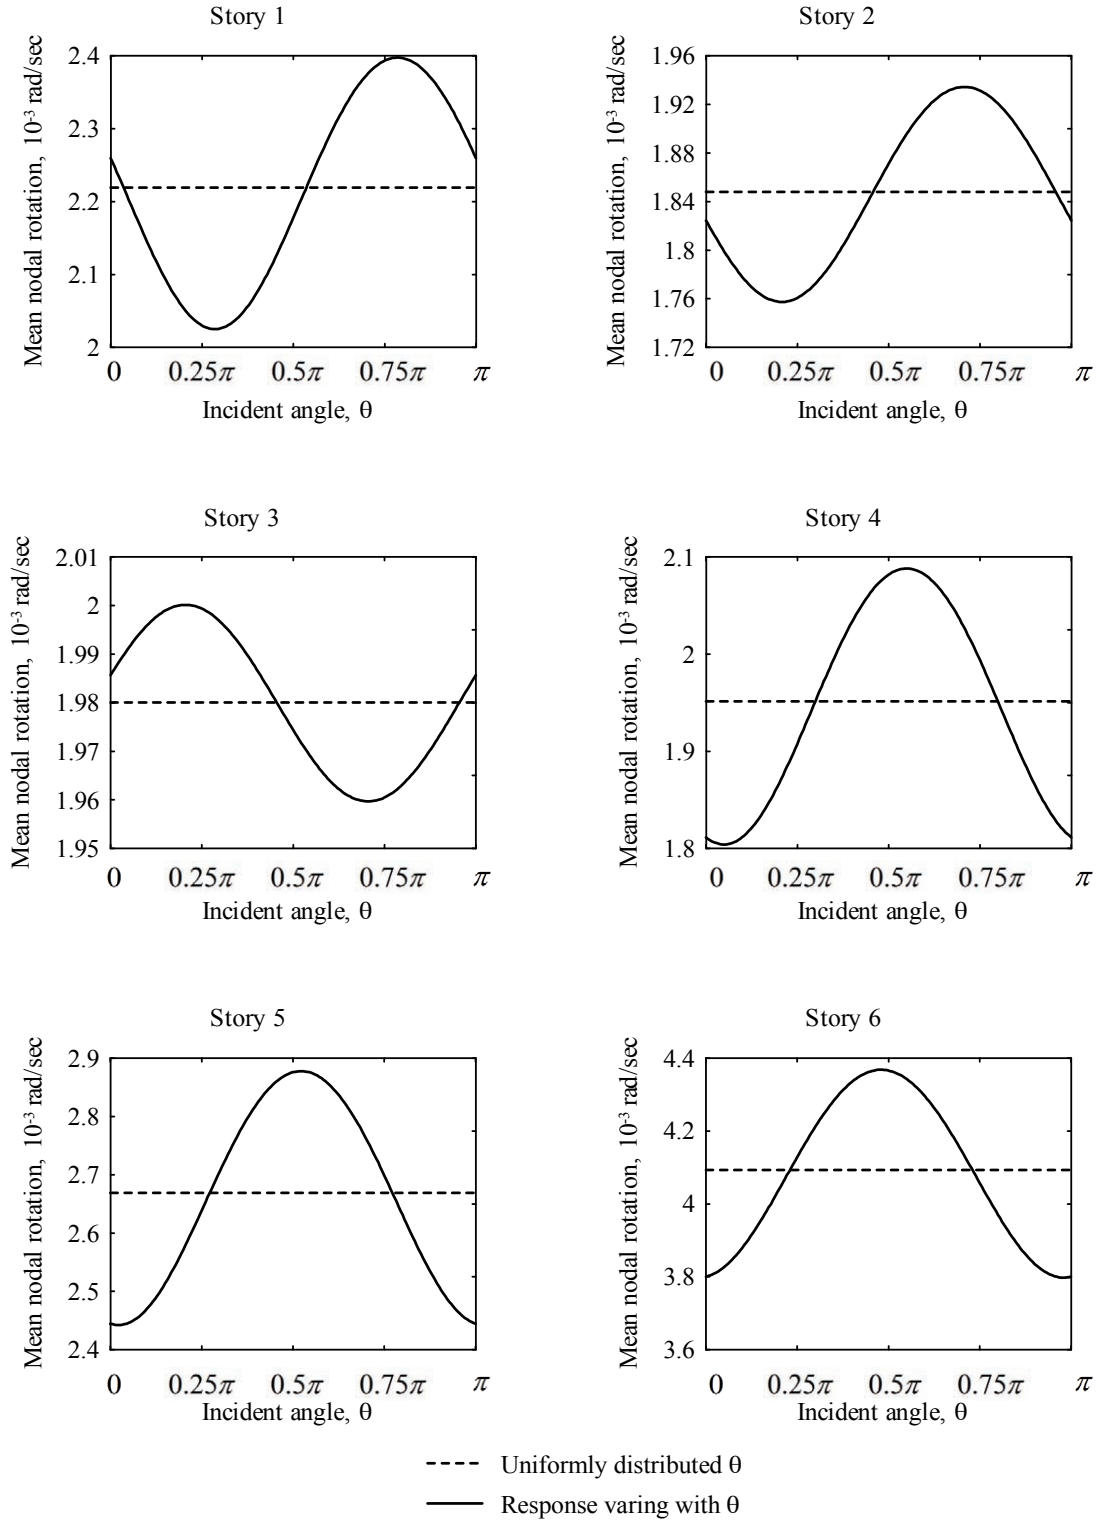 Story 1
Mean nodal rotation, 10⁻³ rad/sec
2.4
2.3
2.2
2.1
2
0 0.25π 0.5π 0.75π π
Incident angle, θ
Story 2
Mean nodal rotation, 10⁻³ rad/sec
1.96
1.92
1.88
1.84
1.8
1.76
1.72
0 0.25π 0.5π 0.75π π
Incident angle, θ
Story 3
Mean nodal rotation, 10⁻³ rad/sec
2.01
2
1.99
1.98
1.97
1.96
1.95
0 0.25π 0.5π 0.75π π
Incident angle, θ
Story 4
Mean nodal rotation, 10⁻³ rad/sec
2.1
2
1.9
1.8
0 0.25π 0.5π 0.75π π
Incident angle, θ
Story 5
Mean nodal rotation, 10⁻³ rad/sec
2.9
2.8
2.7
2.6
2.5
2.4
0 0.25π 0.5π 0.75π π
Incident angle, θ
Story 6
Mean nodal rotation, 10⁻³ rad/sec
4.4
4.2
4
3.8
3.6
0 0.25π 0.5π 0.75π π
Incident angle, θ
Uniformly distributed θ
Response varing with θ